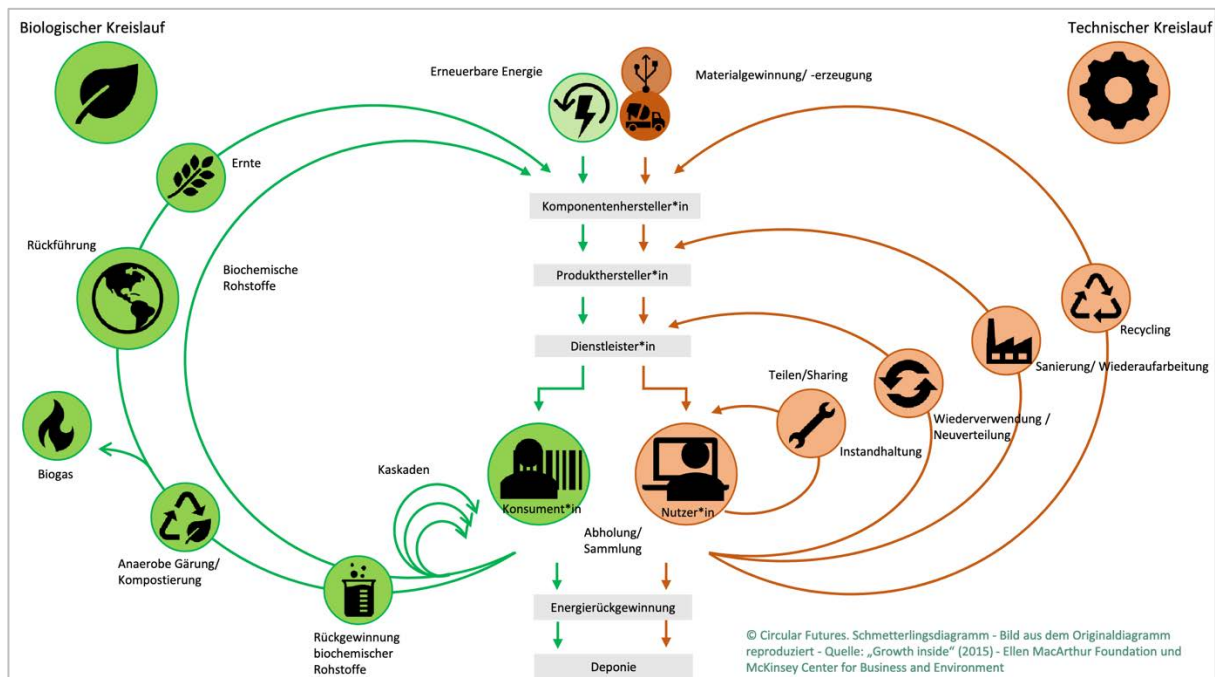 Biologischer Kreislauf
Technischer Kreislauf
Erneuerbare Energie
Materialgewinnung/ -erzeugung
Ernte
Komponentenhersteller*in
Rückführung
Biochemische
Rohstoffe
Produkthersteller*in
Recycling
Dienstleister*in
Sanierung/ Wiederaufarbeitung
Teilen/Sharing
Wiederverwendung /
Neuverteilung
Instandhaltung
Biogas
Kaskaden
Konsument*in
Nutzer*in
Abholung/
Sammlung
Anaerobe Gärung/
Kompostierung
Energierückgewinnung
Rückgewinnung
biochemischer
Rohstoffe
Deponie
© Circular Futures. Schmetterlingsdiagramm - Bild aus dem Originaldiagramm
reproduziert - Quelle: „Growth inside“ (2015) - Ellen MacArthur Foundation und
McKinsey Center for Business and Environment